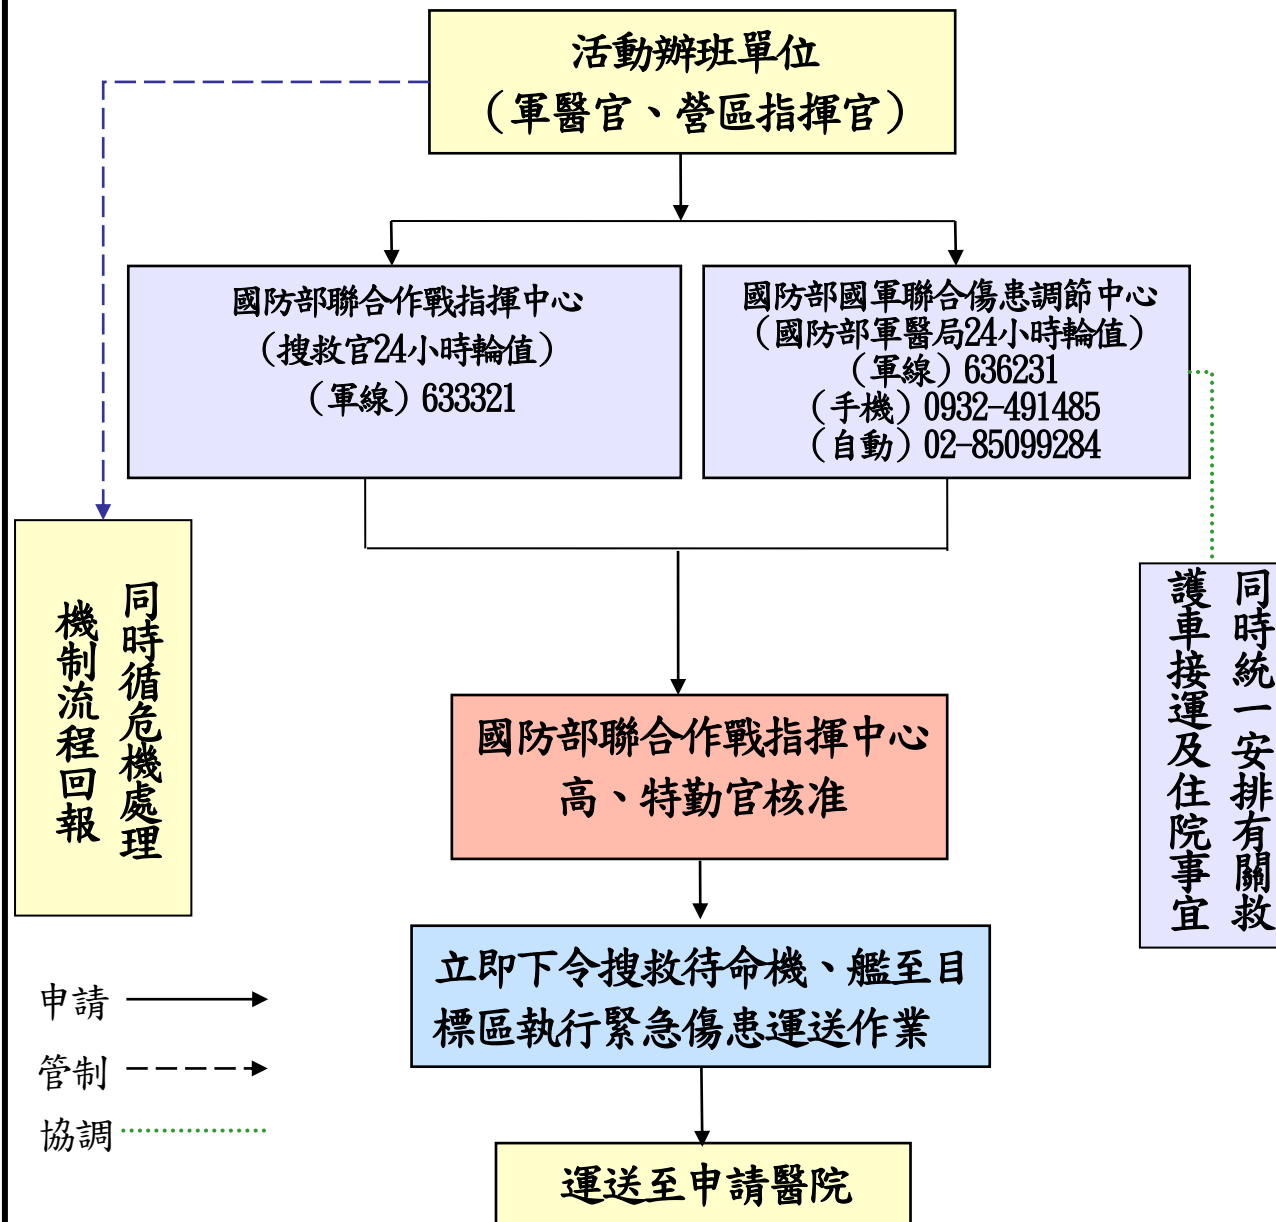 活動辦班單位
（軍醫官、營區指揮官）
國防部聯合作戰指揮中心
（搜救官24小時輪值）
（軍線）633321
國防部國軍聯合傷患調節中心
（國防部軍醫局24小時輪值）
（軍線）636231
（手機）0932-491485
（自動）02-85099284
同時循危機處理
機制流程回報
同時統一安排有關救
護車接運及住院事宜
國防部聯合作戰指揮中心
高、特勤官核准
立即下令搜救待命機、艦至目
標區執行緊急傷患運送作業
申請
管制
協調
運送至申請醫院